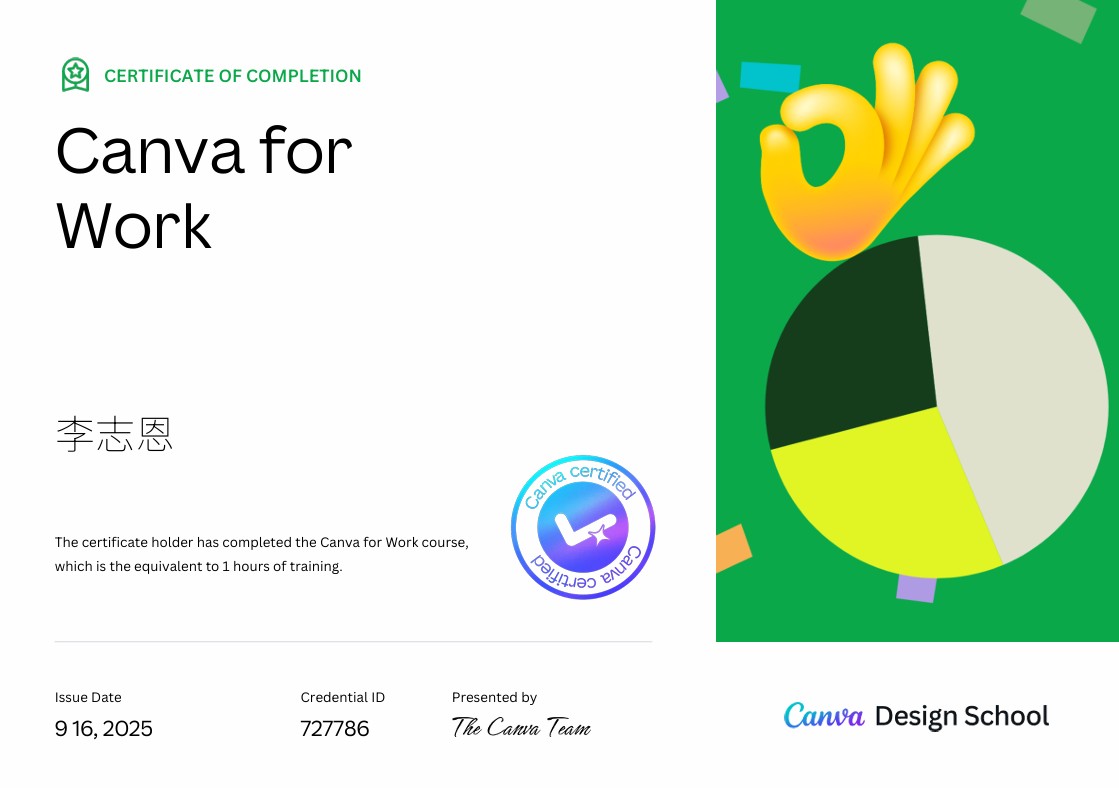 CERTIFICATE OF COMPLETION
Canva for
Work
李志恩
Canva certified
Canva certified
The certificate holder has completed the Canva for Work course,
which is the equivalent to 1 hours of training.
Issue Date
9 16, 2025
Credential ID
727786
Presented by
The Canva Team
Canva Design School